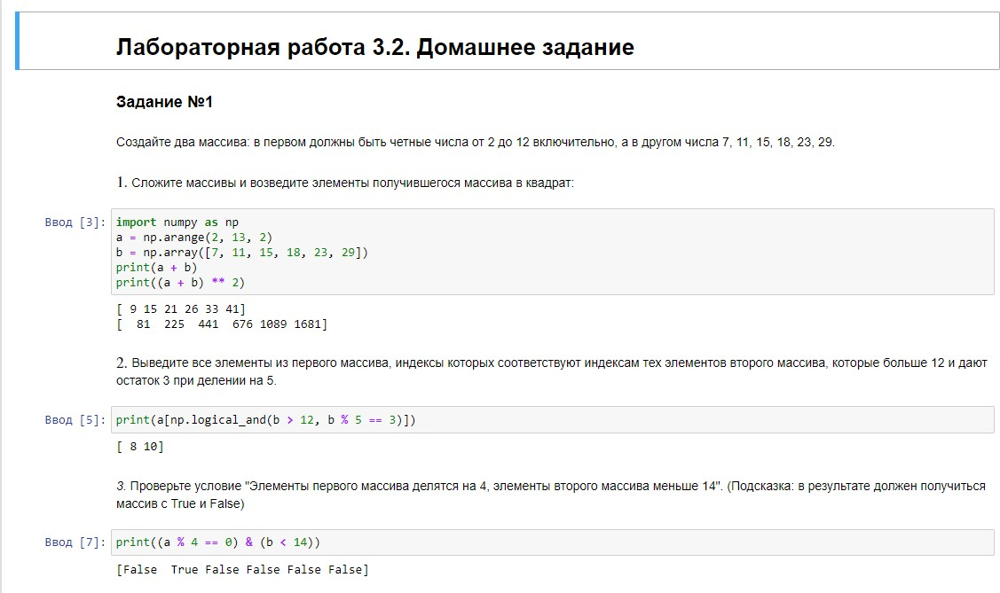 Лабораторная работа 3.2. Домашнее задание
Задание №1
Создайте два массива: в первом должны быть четные числа от 2 до 12 включительно, а в другом числа 7, 11, 15, 18, 23, 29.
1. Сложите массивы и возведите элементы получившегося массива в квадрат:
Ввод [3]: import numpy as np
a = np.arange(2, 13, 2)
b = np.array([7, 11, 15, 18, 23, 29])
print(a + b)
print((a + b) ** 2)
[ 9 15 21 26 33 41]
[  81  225  441  676 1089 1681]
2. Выведите все элементы из первого массива, индексы которых соответствуют индексам тех элементов второго массива, которые больше 12 и дают
остаток 3 при делении на 5.
Ввод [5]: print(a[np.logical_and(b > 12, b % 5 == 3)])
[ 8 10]
3. Проверьте условие "Элементы первого массива делятся на 4, элементы второго массива меньше 14". (Подсказка: в результате должен получиться
массив с True и False)
Ввод [7]: print((a % 4 == 0) & (b < 14))
[False  True False False False False]